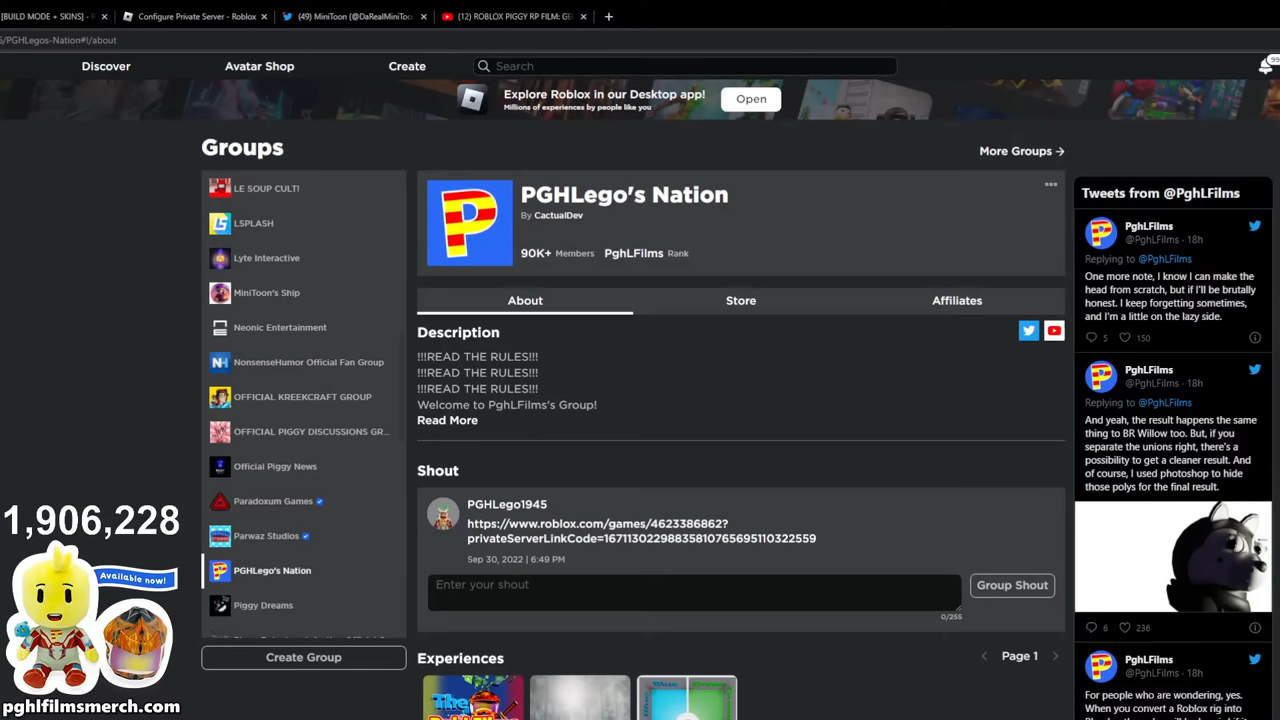 [BUILD MODE + SKINS] - R
Configure Private Server - Roblox
(49) MiniToon (@DaRealMiniToo
(12) ROBLOX PIGGY RP FILM: GE
/PGHLegos-Nation#!/about
Discover
Avatar Shop
Create
Search
99
Explore Roblox in our Desktop app!
Millions of experiences by people like you
Open
Groups
More Groups →
LE SOUP CULT!
LSPLASH
Lyte Interactive
MiniToon's Ship
Neonic Entertainment
NonsenseHumor Official Fan Group
OFFICIAL KREEKCRAFT GROUP
OFFICIAL PIGGY DISCUSSIONS GR...
Official Piggy News
Paradoxum Games
Parwaz Studios
PGHLego's Nation
Piggy Dreams
Create Group
P
PGHLego's Nation
By CactualDev
90K+ Members
PghLFilms Rank
About
Store
Affiliates
Description
!!!READ THE RULES!!!
!!!READ THE RULES!!!
!!!READ THE RULES!!!
Welcome to PghLFilms's Group!
Read More
Shout
PGHLego1945
https://www.roblox.com/games/4623386862?
privateServerLinkCode=16711302298835810765695110322559
Sep 30, 2022 | 6:49 PM
Enter your shout
Group Shout
0/255
Experiences
Page 1
Tweets from @PghLFilms
PghLFilms
@PghLFilms · 18h
Replying to @PghLFilms
One more note, I know I can make the
head from scratch, but if I'll be brutally
honest. I keep forgetting sometimes,
and I'm a little on the lazy side.
5
150
PghLFilms
@PghLFilms · 18h
Replying to @PghLFilms
And yeah, the result happens the same
thing to BR Willow too. But, if you
separate the unions right, there's a
possibility to get a cleaner result. And
of course, I used photoshop to hide
those polys for the final result.
6
236
PghLFilms
@PghLFilms · 18h
For people who are wondering, yes.
When you convert a Roblox rig into
1,906,228
Available now!
pghlfilmsmerch.com